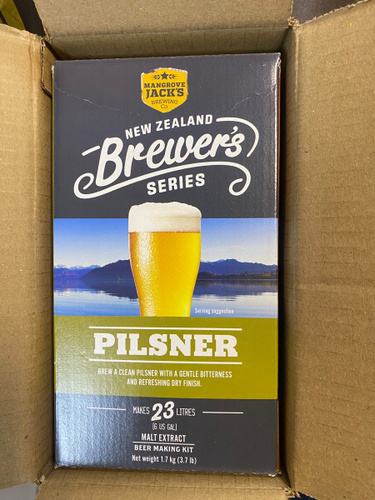 MANGROVE
JACK'S
BREWING
CO.
NEW ZEALAND
Brewer's
SERIES
Serving suggestion
PILSNER
BREW A CLEAN PILSNER WITH A GENTLE BITTERNESS
AND REFRESHING DRY FINISH.
MAKES 23 LITRES
(6 US GAL)
MALT EXTRACT
BEER MAKING KIT
Net weight 1.7 kg (3.7 lb)